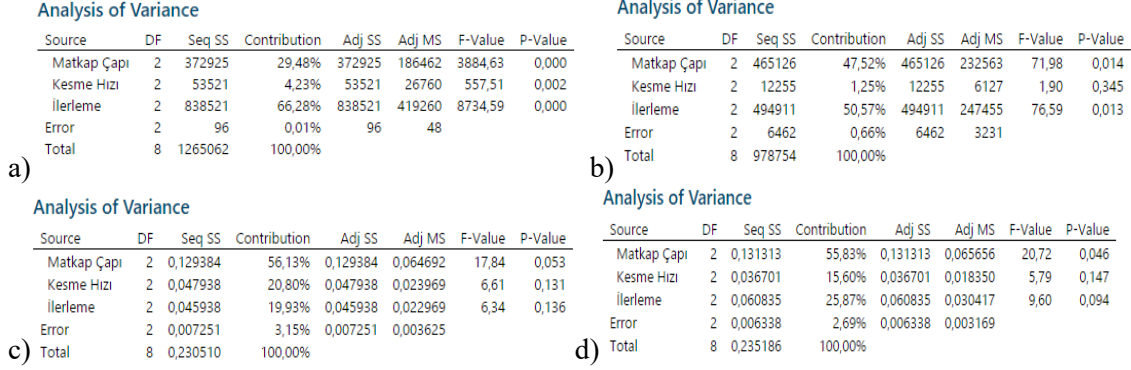 Analysis of Variance
Source DF Seq SS Contribution Adj SS Adj MS F-Value P-Value
Matkap Çapı 2 372925 29,48% 372925 186462 3884,63 0,000
Kesme Hızı 2 53521 4,23% 53521 26760 557,51 0,002
İlerleme 2 838521 66,28% 838521 419260 8734,59 0,000
Error 2 96 0,01% 96 48
Total 8 1265062 100,00%
a)
Analysis of Variance
Source DF Seq SS Contribution Adj SS Adj MS F-Value P-Value
Matkap Çapı 2 465126 47,52% 465126 232563 71,98 0,014
Kesme Hızı 2 12255 1,25% 12255 6127 1,90 0,345
İlerleme 2 494911 50,57% 494911 247455 76,59 0,013
Error 2 6462 0,66% 6462 3231
Total 8 978754 100,00%
b)
Analysis of Variance
Source DF Seq SS Contribution Adj SS Adj MS F-Value P-Value
Matkap Çapı 2 0,129384 56,13% 0,129384 0,064692 17,84 0,053
Kesme Hızı 2 0,047938 20,80% 0,047938 0,023969 6,61 0,131
İlerleme 2 0,045938 19,93% 0,045938 0,022969 6,34 0,136
Error 2 0,007251 3,15% 0,007251 0,003625
c) Total 8 0,230510 100,00%
Analysis of Variance
Source DF Seq SS Contribution Adj SS Adj MS F-Value P-Value
Matkap Çapı 2 0,131313 55,83% 0,131313 0,065656 20,72 0,046
Kesme Hızı 2 0,036701 15,60% 0,036701 0,018350 5,79 0,147
İlerleme 2 0,060835 25,87% 0,060835 0,030417 9,60 0,094
Error 2 0,006338 2,69% 0,006338 0,003169
d) Total 8 0,235186 100,00%